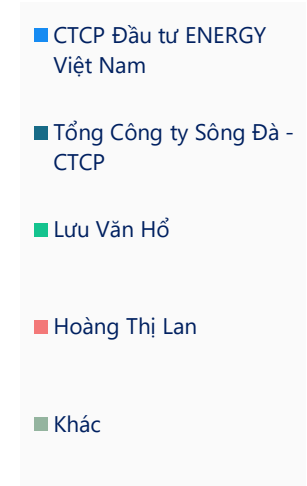 CTCP Đầu tư ENERGY
Việt Nam
Tổng Công ty Sông Đà -
CTCP
Lưu Văn Hổ
Hoàng Thị Lan
Khác